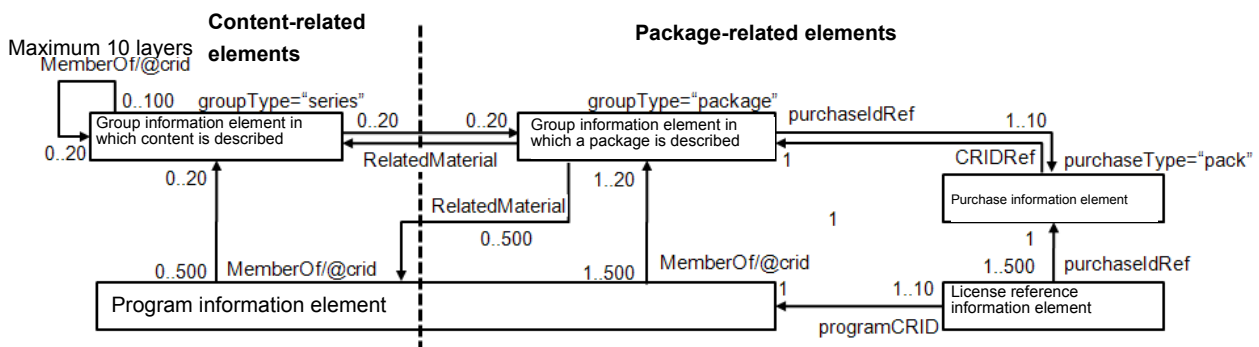 Content-related
elements
Package-related elements
Maximum 10 layers
MemberOf/@crid
0..100
groupType="series"
groupType="package"
purchaseIdRef
0..20
0..20
1..10
Group information element in
which content is described
Group information element in
which a package is described
0..20
RelatedMaterial
1
CRIDRef
purchaseType="pack"
0..20
1..20
Purchase information element
RelatedMaterial
0..500
1
1
0..500
MemberOf/@crid
1..500
MemberOf/@crid
1..500
purchaseIdRef
Program information element
1
1..10
License reference
information element
programCRID